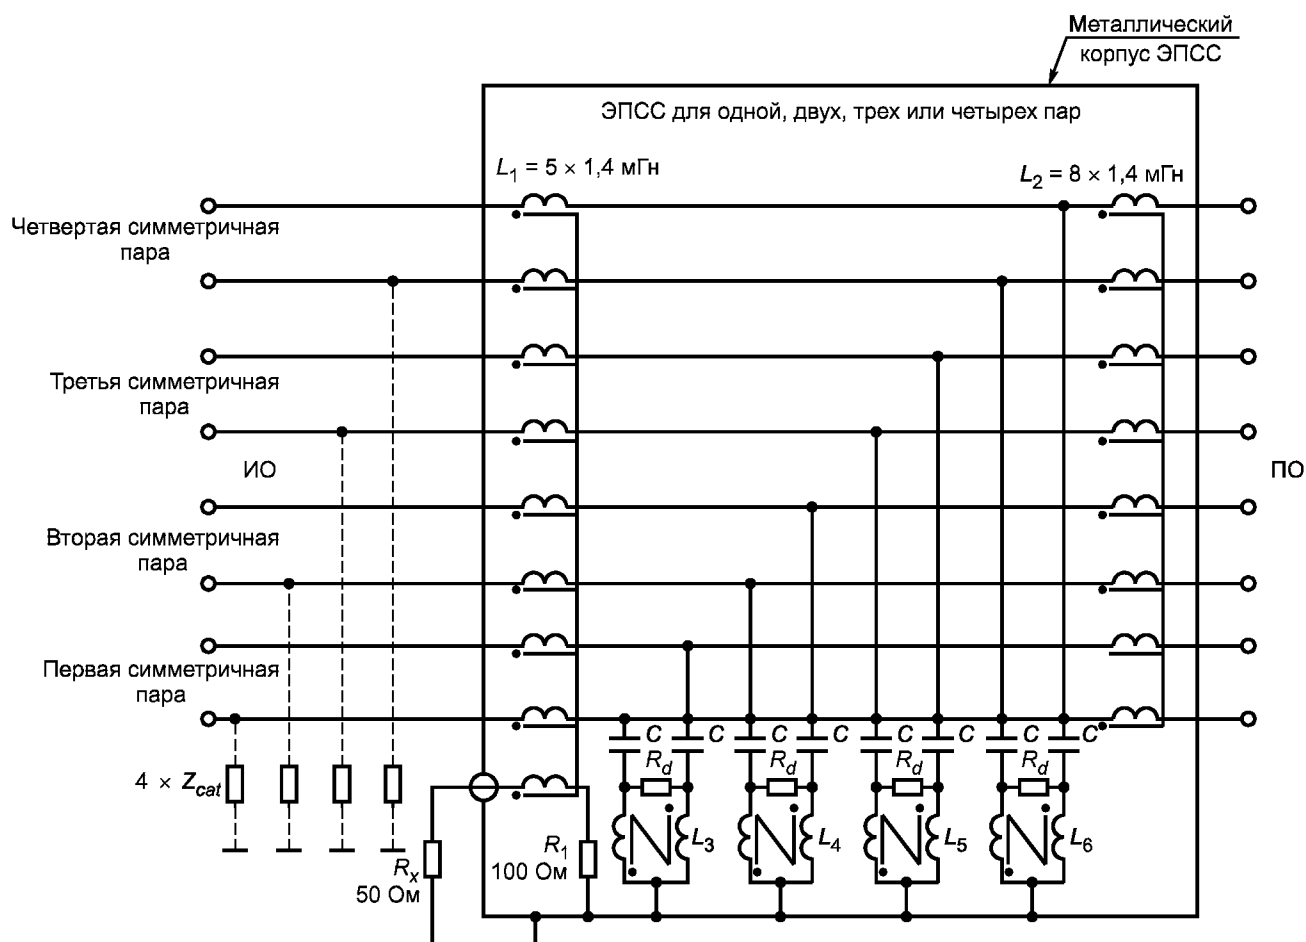 Металлический
корпус ЭПСС
ЭПСС для одной, двух, трех или четырех пар
L1 = 5 × 1,4 мГн
L2 = 8 × 1,4 мГн
Четвертая симметричная
пара
Третья симметричная
пара
ИО
ПО
Вторая симметричная
пара
Первая симметричная
пара
C C C C C C C C
Rd Rd Rd Rd
4 × Zcat
L3 L4 L5 L6
R1
100 Ом
Rx
50 Ом